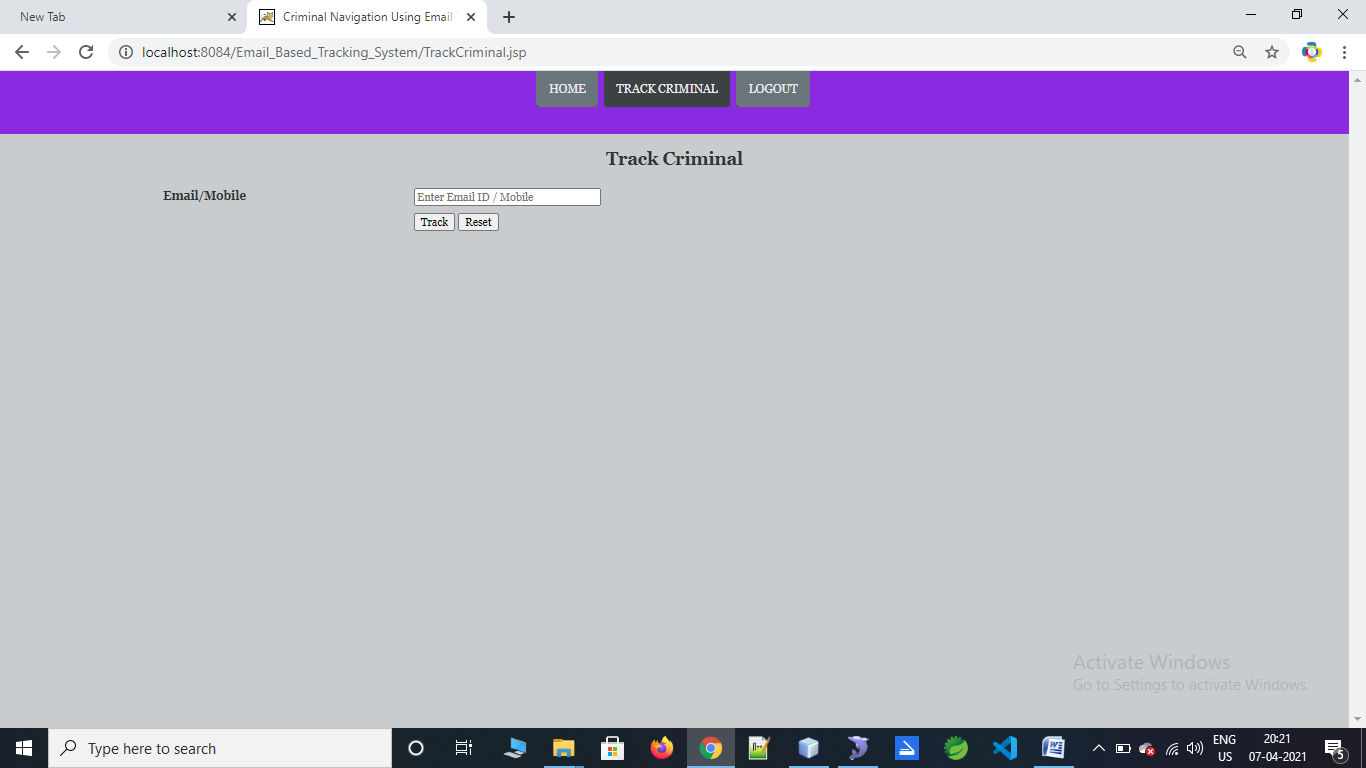 New Tab
Criminal Navigation Using Email
localhost:8084/Email_Based_Tracking_System/TrackCriminal.jsp
HOME
TRACK CRIMINAL
LOGOUT
Track Criminal
Email/Mobile
Enter Email ID / Mobile
Track
Reset
Activate Windows
Go to Settings to activate Windows.
Type here to search
ENG
US
20:21
07-04-2021
5